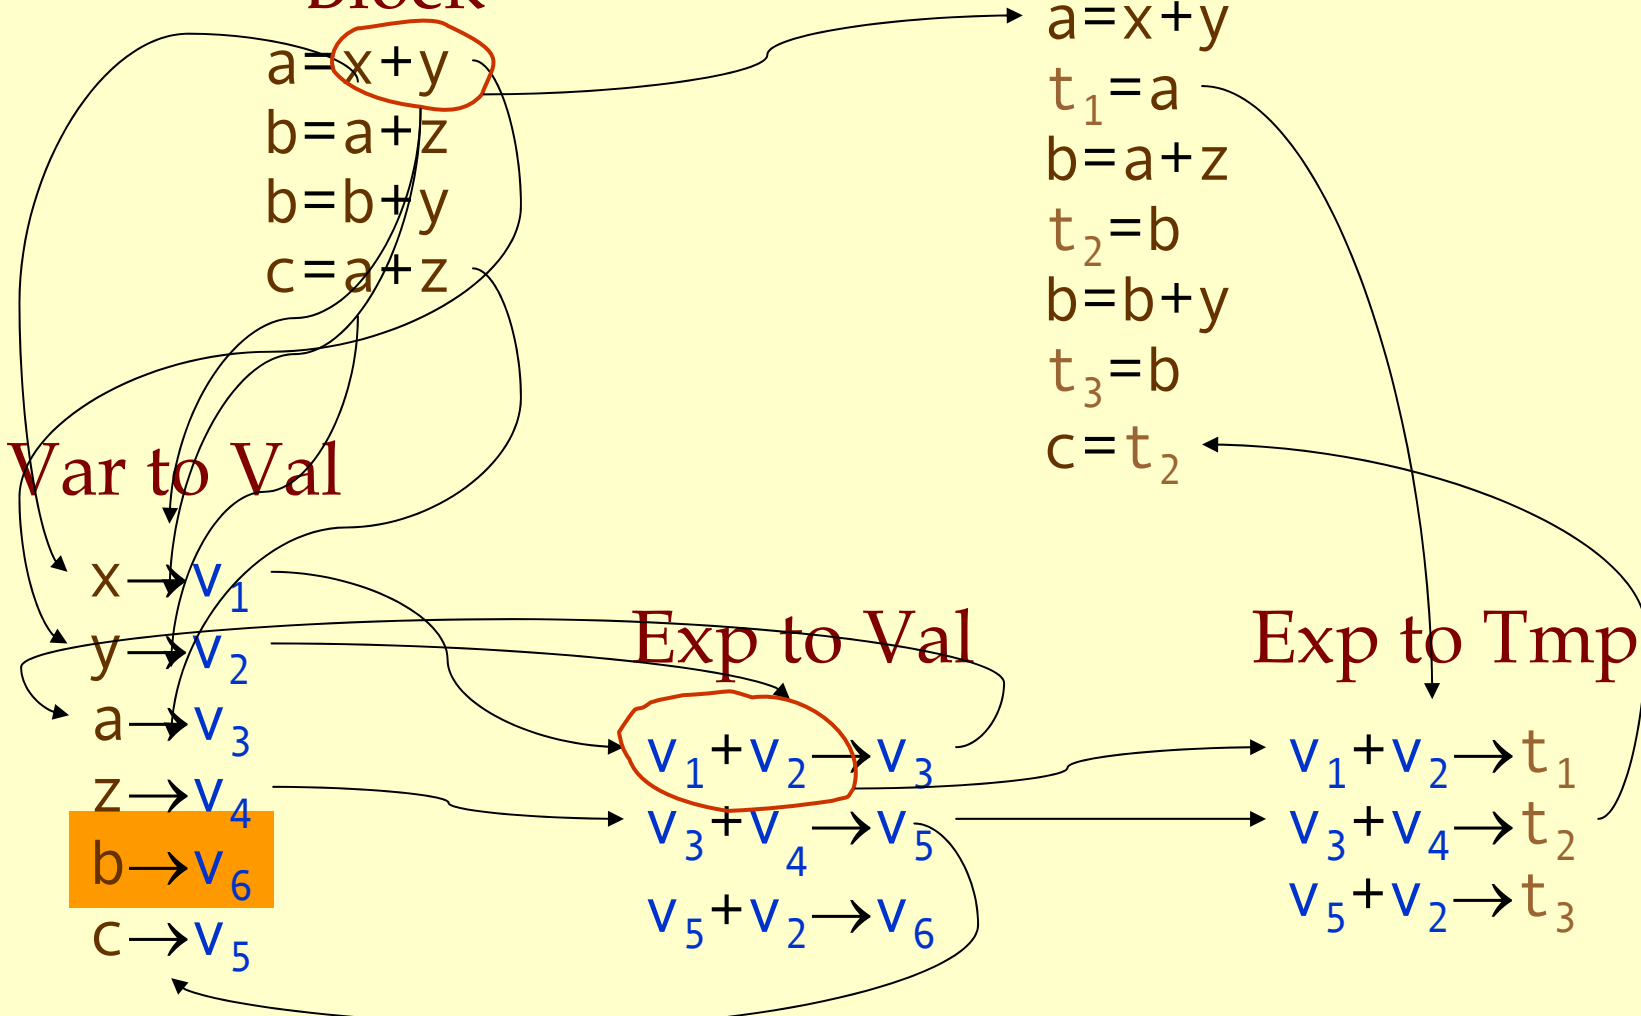 Block
a=x+y
b=a+z
b=b+y
c=a+z
a=x+y
t₁=a
b=a+z
t₂=b
b=b+y
t₃=b
c=t₂
Var to Val
x→v₁
y→v₂
a→v₃
z→v₄
b→v₆
c→v₅
Exp to Val
v₁+v₂→v₃
v₃+v₄→v₅
v₅+v₂→v₆
Exp to Tmp
v₁+v₂→t₁
v₃+v₄→t₂
v₅+v₂→t₃